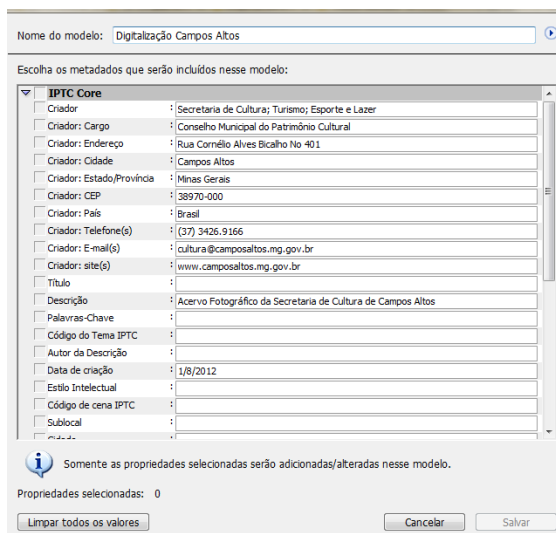 Nome do modelo: Digitalização Campos Altos
Escolha os metadados que serão incluídos nesse modelo:
IPTC Core
Criador : Secretaria de Cultura; Turismo; Esporte e Lazer
Criador: Cargo : Conselho Municipal do Patrimônio Cultural
Criador: Endereço : Rua Cornélio Alves Bicalho No 401
Criador: Cidade : Campos Altos
Criador: Estado/Província : Minas Gerais
Criador: CEP : 38970-000
Criador: País : Brasil
Criador: Telefone(s) : (37) 3426.9166
Criador: E-mail(s) : cultura@camposaltos.mg.gov.br
Criador: site(s) : www.camposaltos.mg.gov.br
Título :
Descrição : Acervo Fotográfico da Secretaria de Cultura de Campos Altos
Palavras-Chave :
Código do Tema IPTC :
Autor da Descrição :
Data de criação : 1/8/2012
Estilo Intelectual :
Código de cena IPTC :
Sublocal :
Somente as propriedades selecionadas serão adicionadas/alteradas nesse modelo.
Propriedades selecionadas: 0
Limpar todos os valores Cancelar Salvar